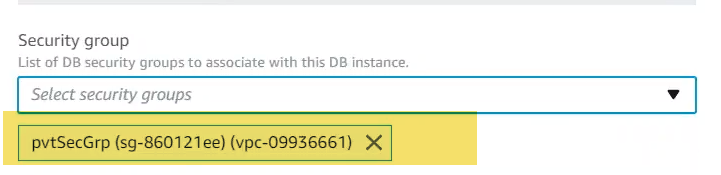 Security group
List of DB security groups to associate with this DB instance.
Select security groups
pvtSecGrp (sg-860121ee) (vpc-09936661)